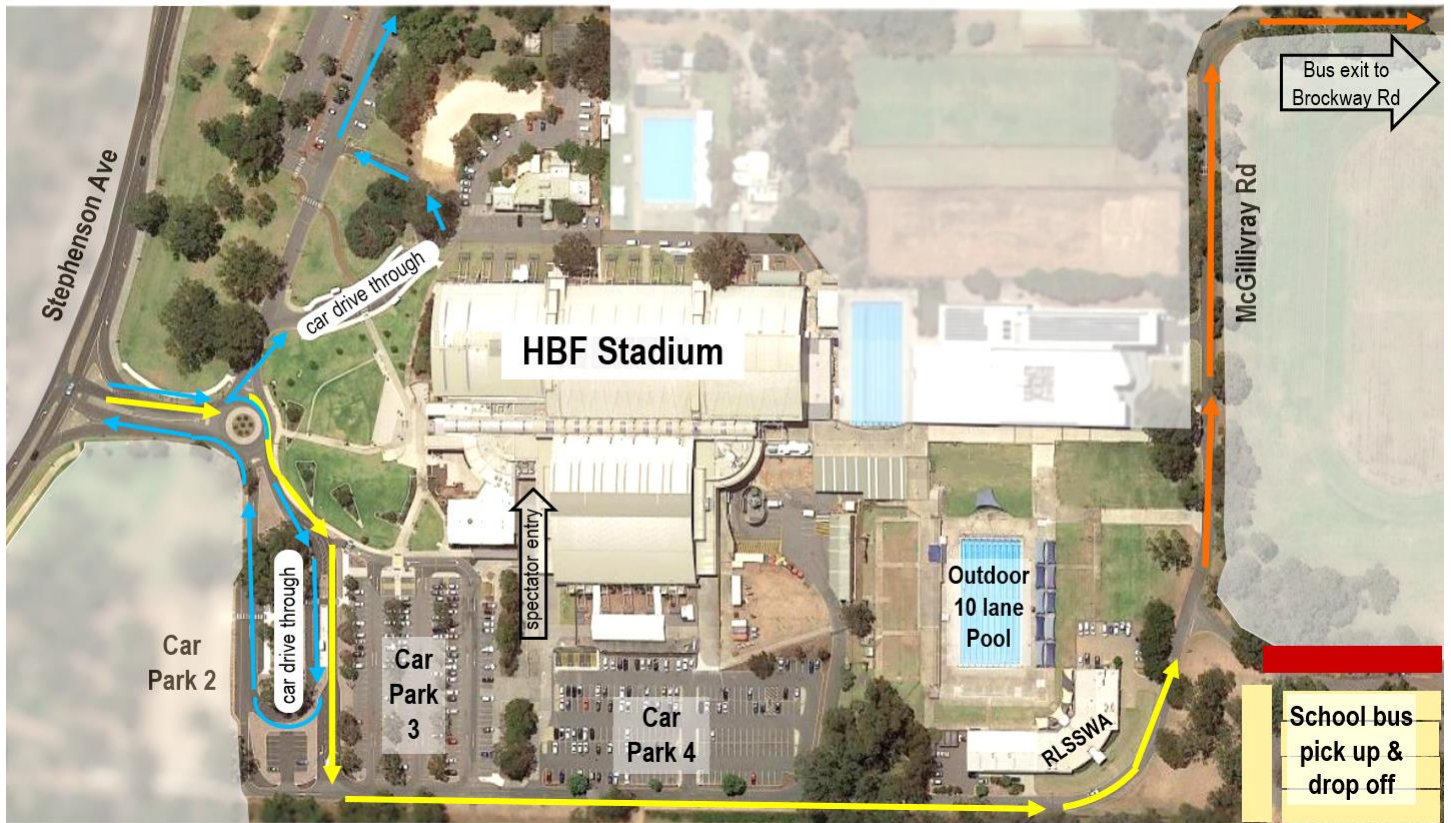 Bus exit to
Brockway Rd
Stephenson Ave
McGillivray Rd
car drive through
HBF Stadium
spectator entry
Outdoor
10 lane
Pool
car drive through
Car
Park 2
Car
Park
3
Car
Park 4
RLSSWA
School bus
pick up &
drop off